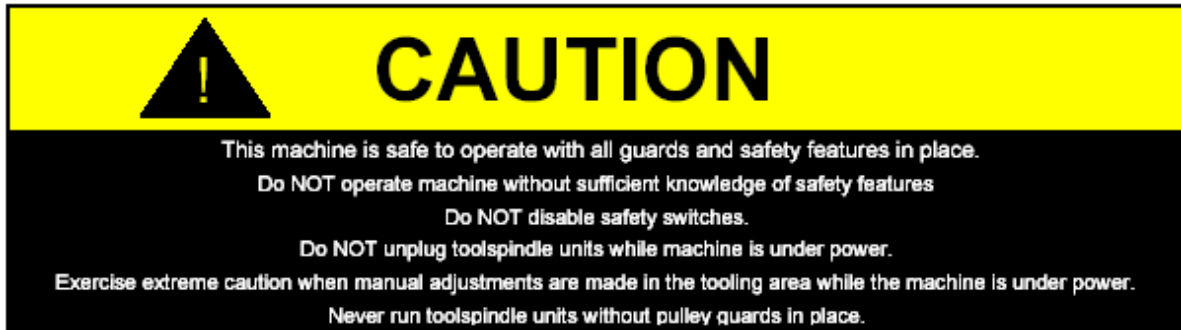 !
CAUTION
This machine is safe to operate with all guards and safety features in place.
Do NOT operate machine without sufficient knowledge of safety features
Do NOT disable safety switches.
Do NOT unplug toolspindle units while machine is under power.
Exercise extreme caution when manual adjustments are made in the tooling area while the machine is under power.
Never run toolspindle units without pulley guards in place.